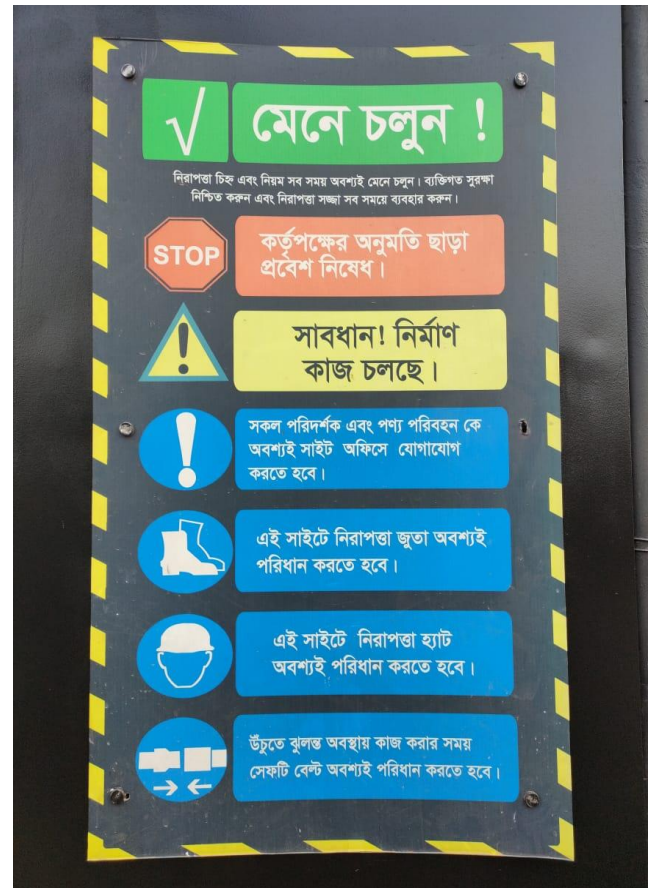 √ মেনে চলুন !
নিরাপত্তা চিহ্ন এবং নিয়ম সব সময় অবশ্যই মেনে চলুন। ব্যক্তিগত সুরক্ষা
নিশ্চিত করুন এবং নিরাপত্তা সজ্জা সব সময়ে ব্যবহার করুন।
STOP
কর্তৃপক্ষের অনুমতি ছাড়া
প্রবেশ নিষেধ।
সাবধান! নির্মাণ
কাজ চলছে।
সকল পরিদর্শক এবং পণ্য পরিবহন কে
অবশ্যই সাইট অফিসে যোগাযোগ
করতে হবে।
এই সাইটে নিরাপত্তা জুতা অবশ্যই
পরিধান করতে হবে।
এই সাইটে নিরাপত্তা হ্যাট
অবশ্যই পরিধান করতে হবে।
উঁচুতে ঝুলন্ত অবস্থায় কাজ করার সময়
সেফটি বেল্ট অবশ্যই পরিধান করতে হবে।